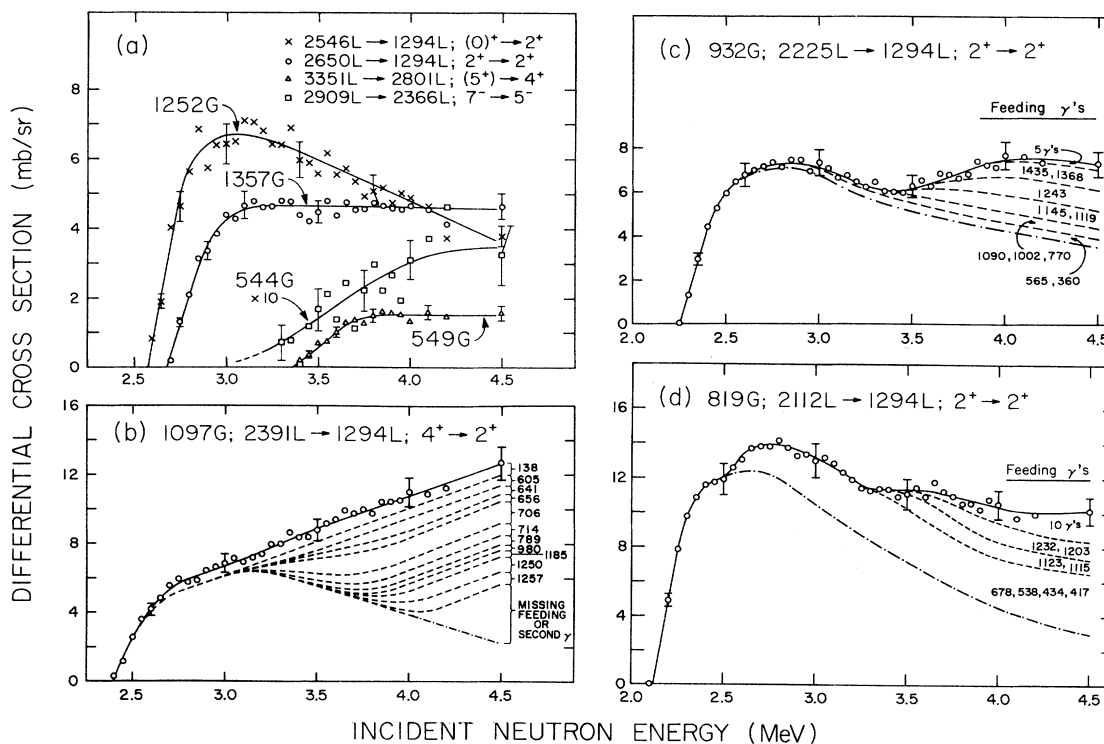 DIFFERENTIAL CROSS SECTION (mb/sr)
(a)
× 2546L → 1294L; (0)⁺ → 2⁺
○ 2650L → 1294L; 2⁺ → 2⁺
△ 3351L → 2801L; (5⁺) → 4⁺
□ 2909L → 2366L; 7⁻ → 5⁻
1252G
1357G
544G
× 10
549G
8
6
4
2
0
2.5 3.0 3.5 4.0 4.5
(b) 1097G; 2391L → 1294L; 4⁺ → 2⁺
16
12
8
4
0
138
605
641
656
706
714
789
980
1185
1250
1257
MISSING
FEEDING
OR
SECOND γ
2.5 3.0 3.5 4.0 4.5
(c) 932G; 2225L → 1294L; 2⁺ → 2⁺
Feeding γ's
5 γ's
1435, 1368
1243
1145, 1119
1090, 1002, 770
565, 360
8
6
4
2
0
2.5 3.0 3.5 4.0 4.5
(d) 819G; 2112L → 1294L; 2⁺ → 2⁺
Feeding γ's
10 γ's
1232, 1203
1123, 1115
678, 538, 434, 417
16
12
8
4
0
2.0 2.5 3.0 3.5 4.0 4.5
INCIDENT NEUTRON ENERGY (MeV)